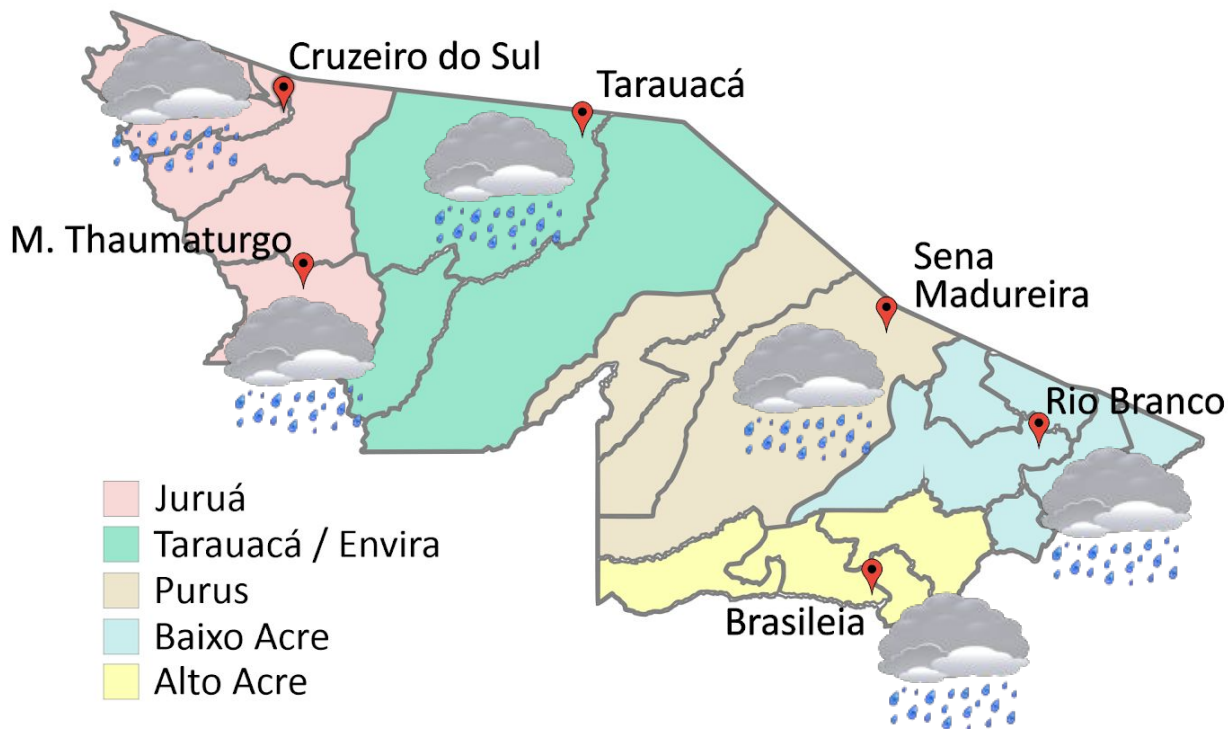 Cruzeiro do Sul
Tarauacá
M. Thaumaturgo
Sena
Madureira
Rio Branco
Brasileia
Juruá
Tarauacá / Envira
Purus
Baixo Acre
Alto Acre